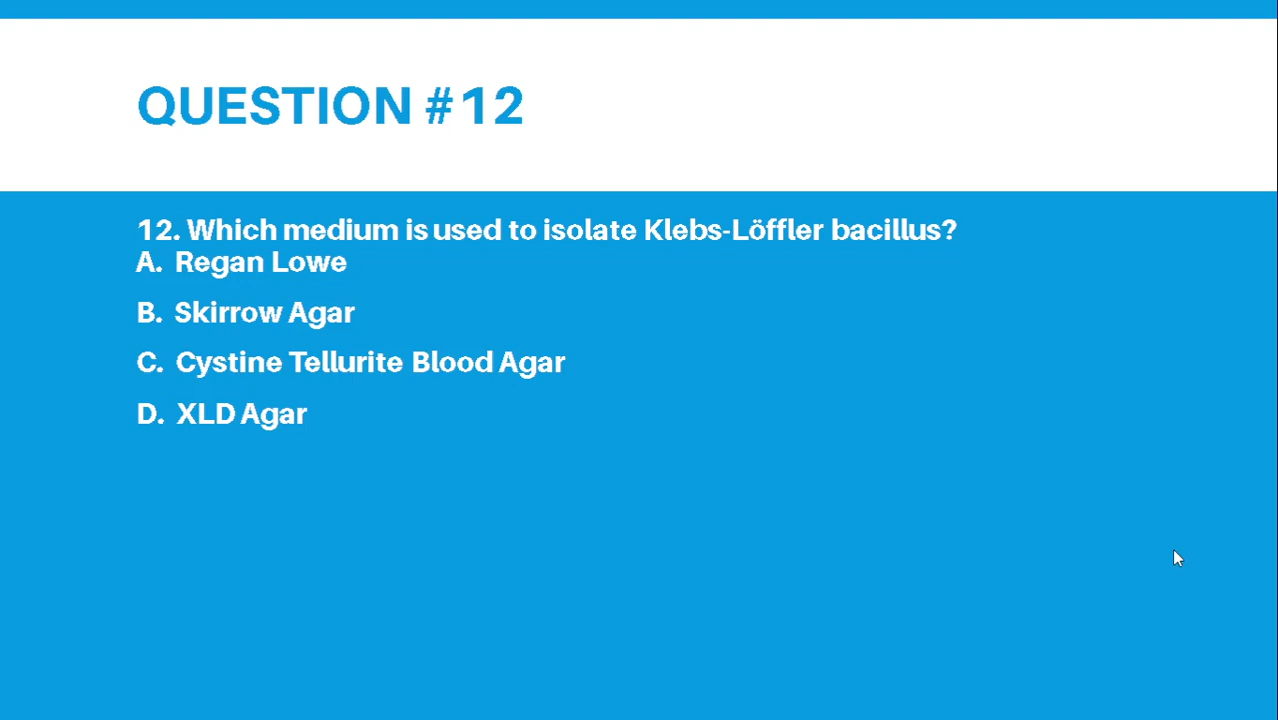 QUESTION #12
12. Which medium is used to isolate Klebs-Löffler bacillus?
A. Regan Lowe
B. Skirrow Agar
C. Cystine Tellurite Blood Agar
D. XLD Agar